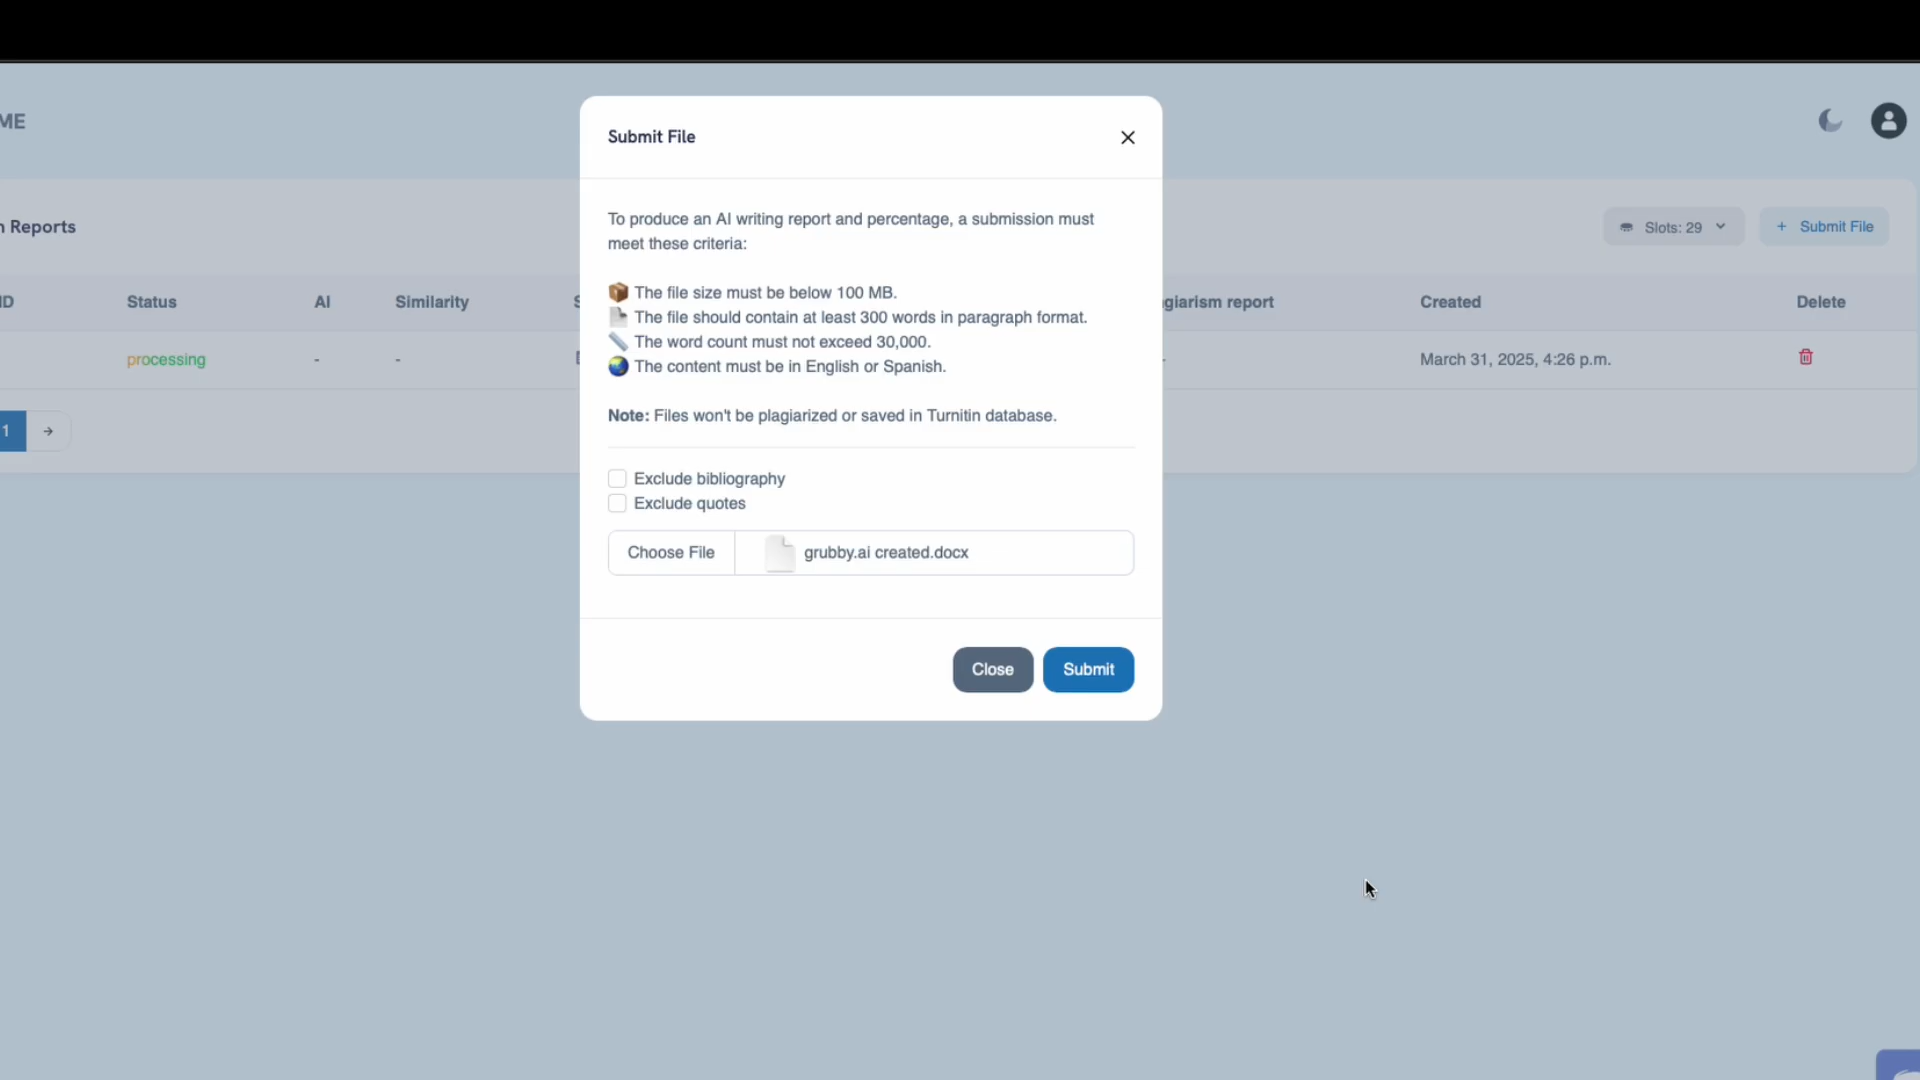 ME
Submit File
n Reports
Slots: 29
+ Submit File
ID Status AI Similarity S giarism report Created Delete
processing - - - March 31, 2025, 4:26 p.m.
1 →
To produce an AI writing report and percentage, a submission must
meet these criteria:
📦 The file size must be below 100 MB.
The file should contain at least 300 words in paragraph format.
📏 The word count must not exceed 30,000.
🌏 The content must be in English or Spanish.
Note: Files won't be plagiarized or saved in Turnitin database.
Exclude bibliography
Exclude quotes
Choose File grubby.ai created.docx
Close Submit